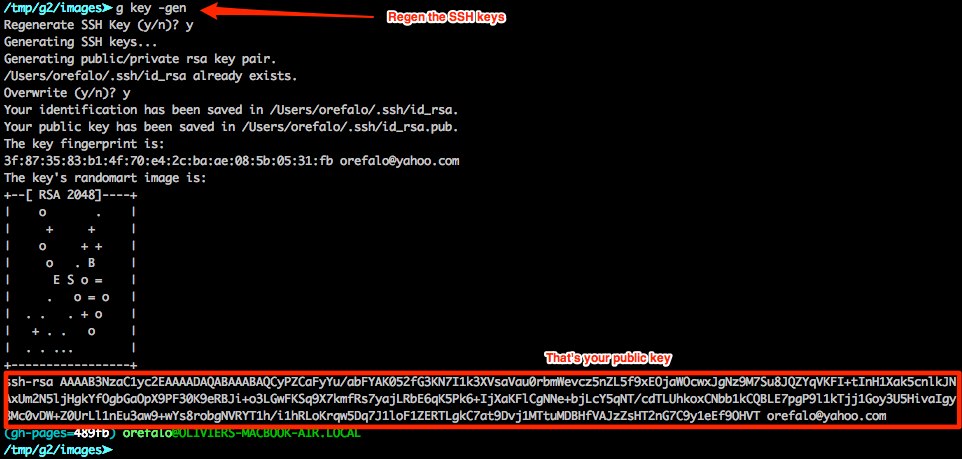 /tmp/g2/images➤ g key -gen
Regen the SSH keys
Regenerate SSH Key (y/n)? y
Generating SSH keys...
Generating public/private rsa key pair.
/Users/orefalo/.ssh/id_rsa already exists.
Overwrite (y/n)? y
Your identification has been saved in /Users/orefalo/.ssh/id_rsa.
Your public key has been saved in /Users/orefalo/.ssh/id_rsa.pub.
The key fingerprint is:
3f:87:35:83:b1:4f:70:e4:2c:ba:ae:08:5b:05:31:fb orefalo@yahoo.com
The key's randomart image is:
+--[ RSA 2048]----+
|    o      .     |
|     +    +      |
|    o    + +     |
|     o  . B      |
|      E S o =    |
|     .   o = o   |
|  . .   . + o    |
|   + . .   o     |
|  . . ...        |
+-----------------+
That's your public key
ssh-rsa AAAAB3NzaC1yc2EAAAADAQABAAABAQCyPZCaFyYu/abFYAK052fG3KN7I1k3XVsaVau0rbmWevcz5nZL5f9xEOjaWOcwxJgNz9M7Su8JQZYqVKFI+tInH1Xak5cnlkJN
AxUm2N5ljHgkYfOgbGaOpX9PF30K9eRBJi+o3LGwFKSq9X7kmfRs7yajLRbE6qK5Pk6+IjXaKFlCgNNe+bjLcY5qNT/cdTLUhkoxCNbb1kCQBLE7pgP9l1kTjj1Goy3U5HivaIgy
BMc0vDW+Z0UrLl1nEu3aw9+wYs8robgNVRYT1h/i1hRLoKrqw5Dq7J1loF1ZERTLgkC7at9Dvj1MTtuMDBHfVAJzZsHT2nG7C9y1eEf9OHVT orefalo@yahoo.com
(gh-pages=489fb) orefalo@OLIVIERS-MACBOOK-AIR.LOCAL
/tmp/g2/images➤